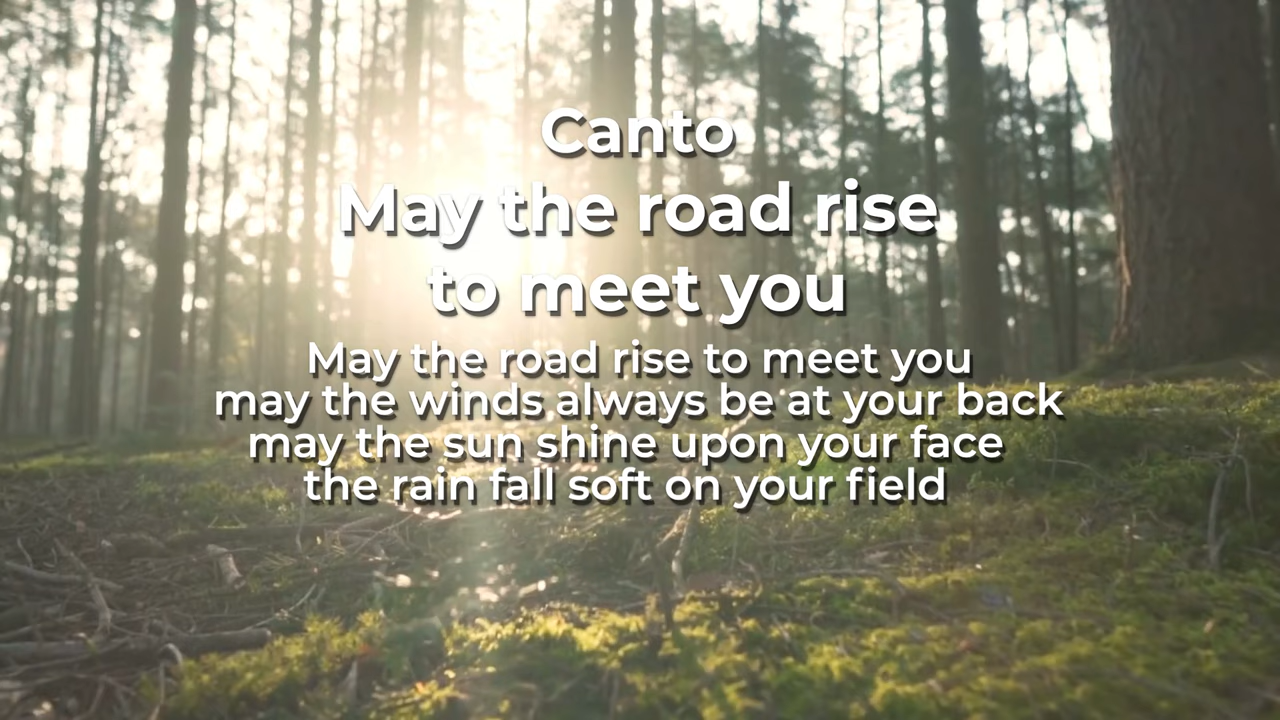 Canto
May the road rise
to meet you
May the road rise to meet you
may the winds always be at your back
may the sun shine upon your face
the rain fall soft on your field